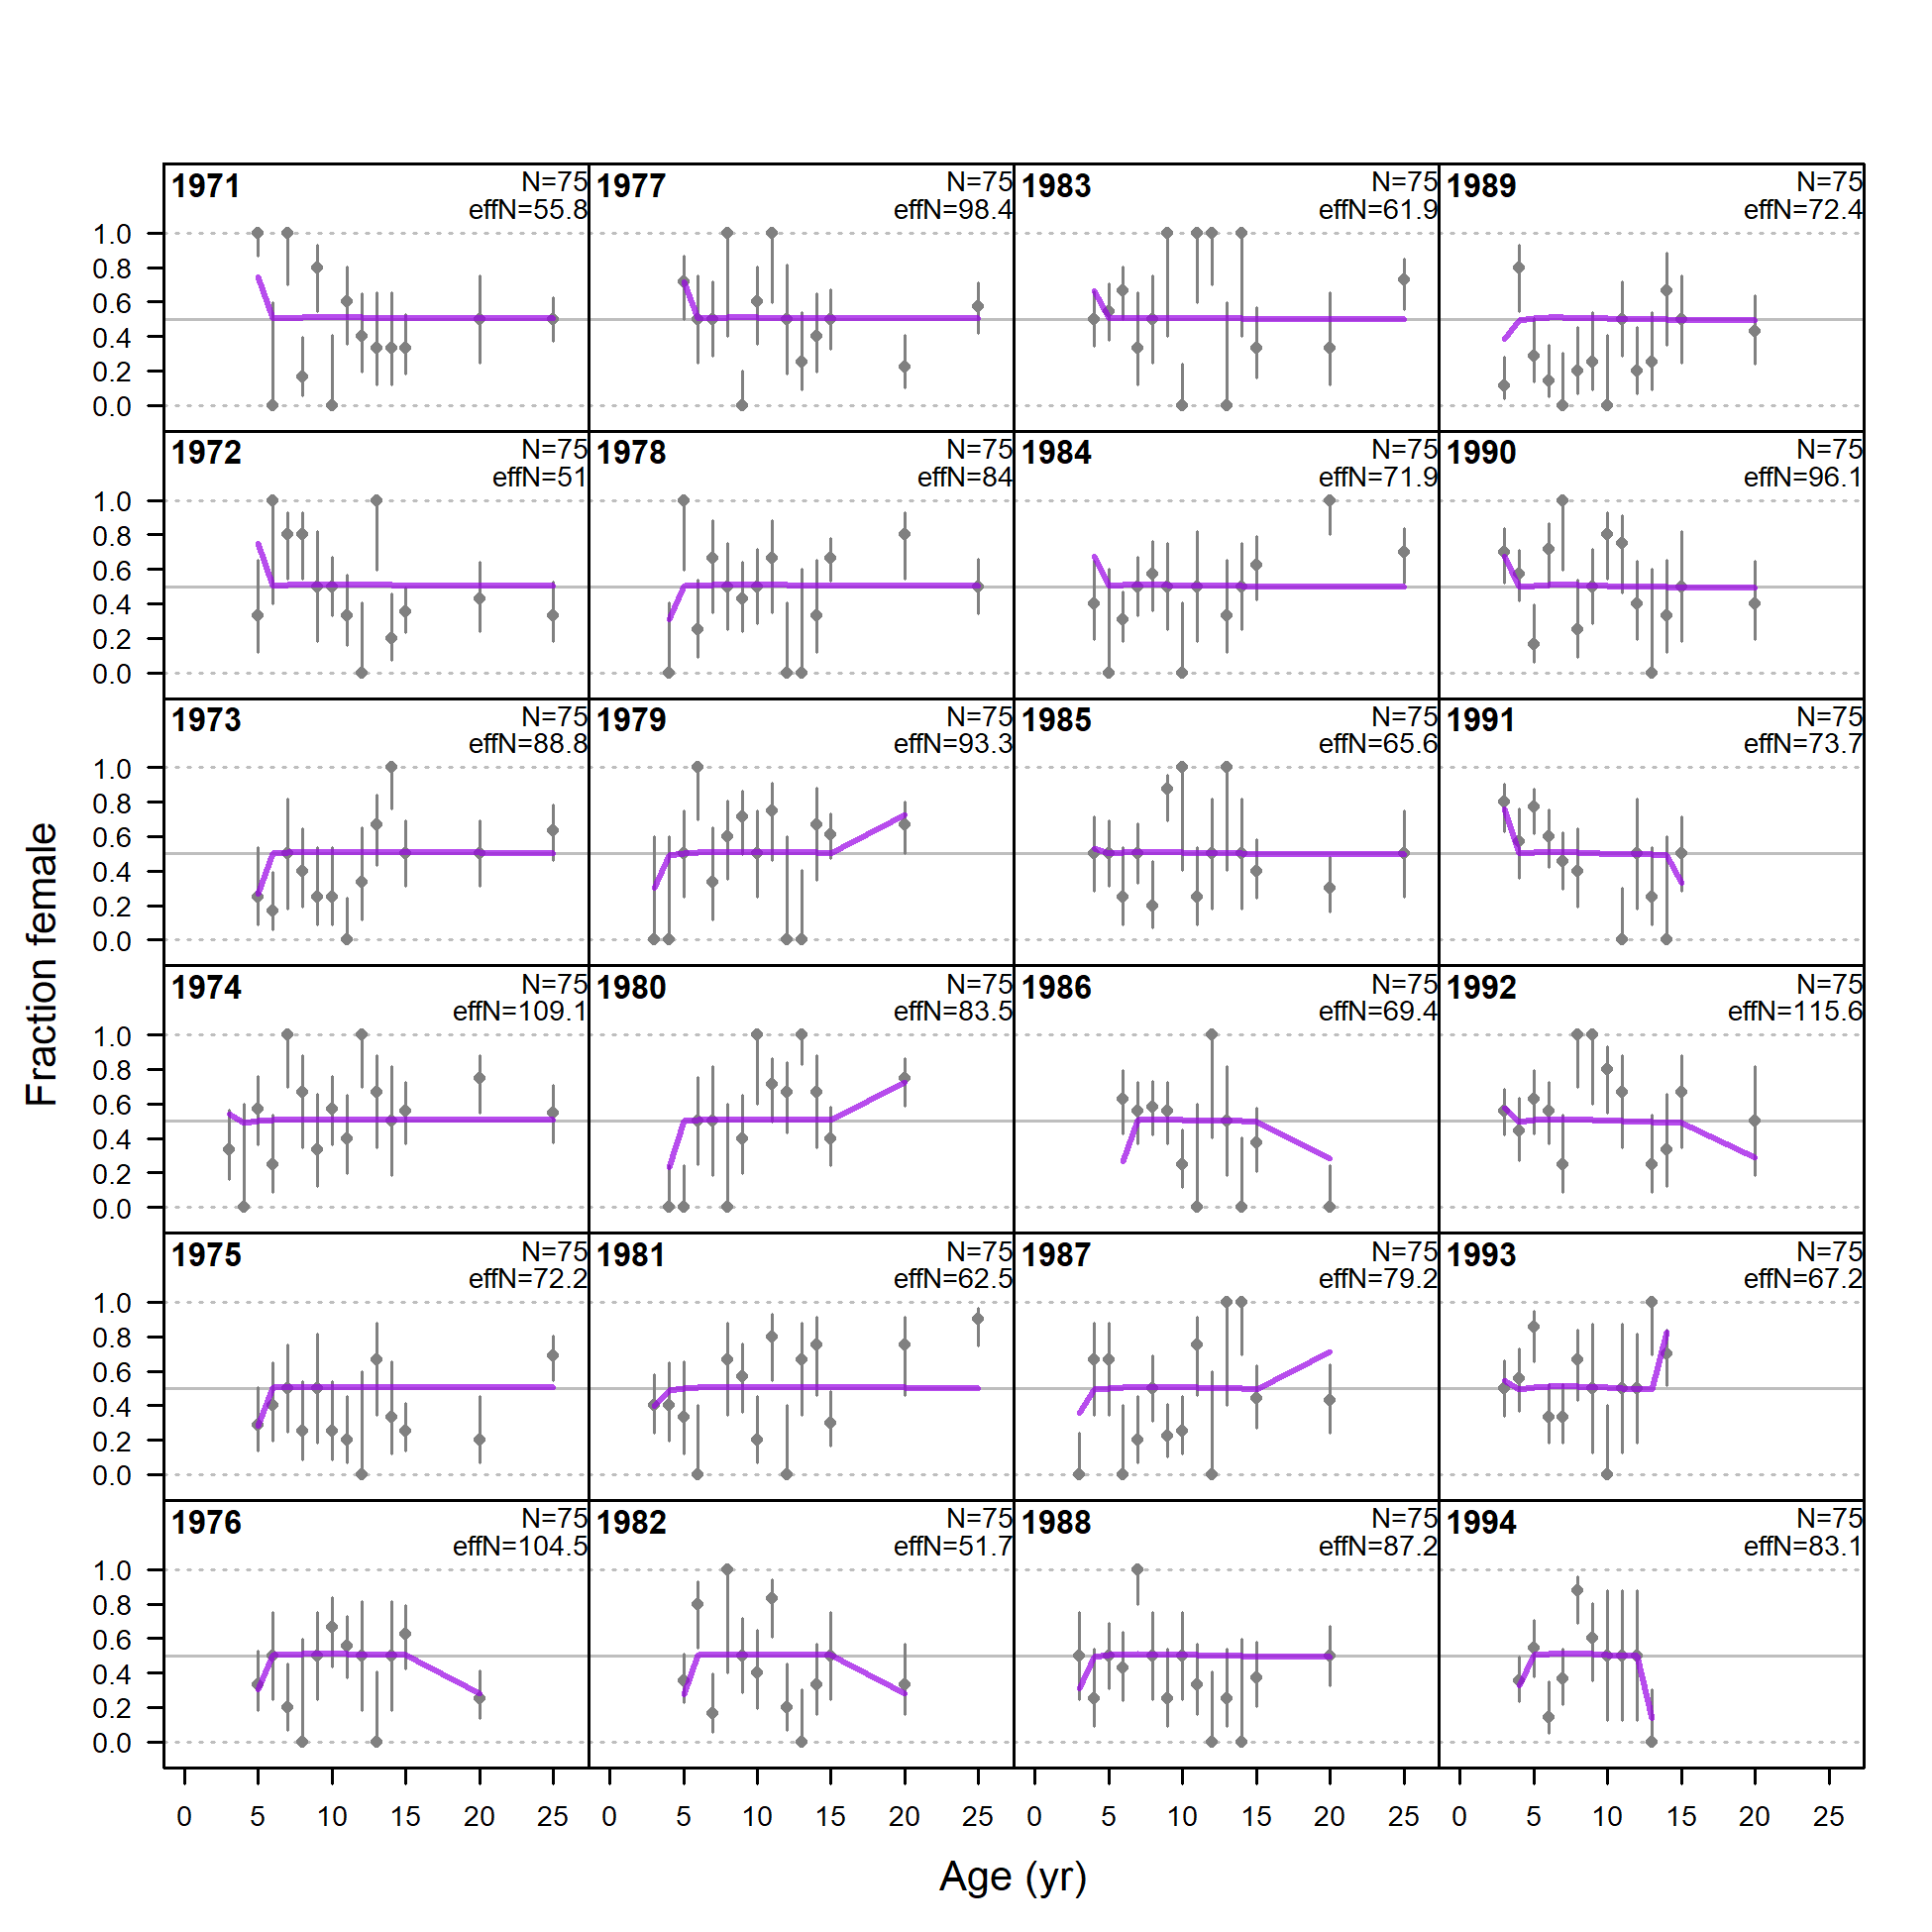 1971 N=75 1977 N=75 1983 N=75 1989 N=75
effN=55.8 effN=98.4 effN=61.9 effN=72.4
1.0
0.8
0.6
0.4
0.2
0.0
1972 N=75 1978 N=75 1984 N=75 1990 N=75
effN=51 effN=84 effN=71.9 effN=96.1
1.0
0.8
0.6
0.4
0.2
0.0
1973 N=75 1979 N=75 1985 N=75 1991 N=75
effN=88.8 effN=93.3 effN=65.6 effN=73.7
1.0
0.8
0.6
0.4
0.2
0.0
Fraction female
1974 N=75 1980 N=75 1986 N=75 1992 N=75
effN=109.1 effN=83.5 effN=69.4 effN=115.6
1.0
0.8
0.6
0.4
0.2
0.0
1975 N=75 1981 N=75 1987 N=75 1993 N=75
effN=72.2 effN=62.5 effN=79.2 effN=67.2
1.0
0.8
0.6
0.4
0.2
0.0
1976 N=75 1982 N=75 1988 N=75 1994 N=75
effN=104.5 effN=51.7 effN=87.2 effN=83.1
1.0
0.8
0.6
0.4
0.2
0.0
0 5 10 15 20 25 0 5 10 15 20 25 0 5 10 15 20 25 0 5 10 15 20 25
Age (yr)